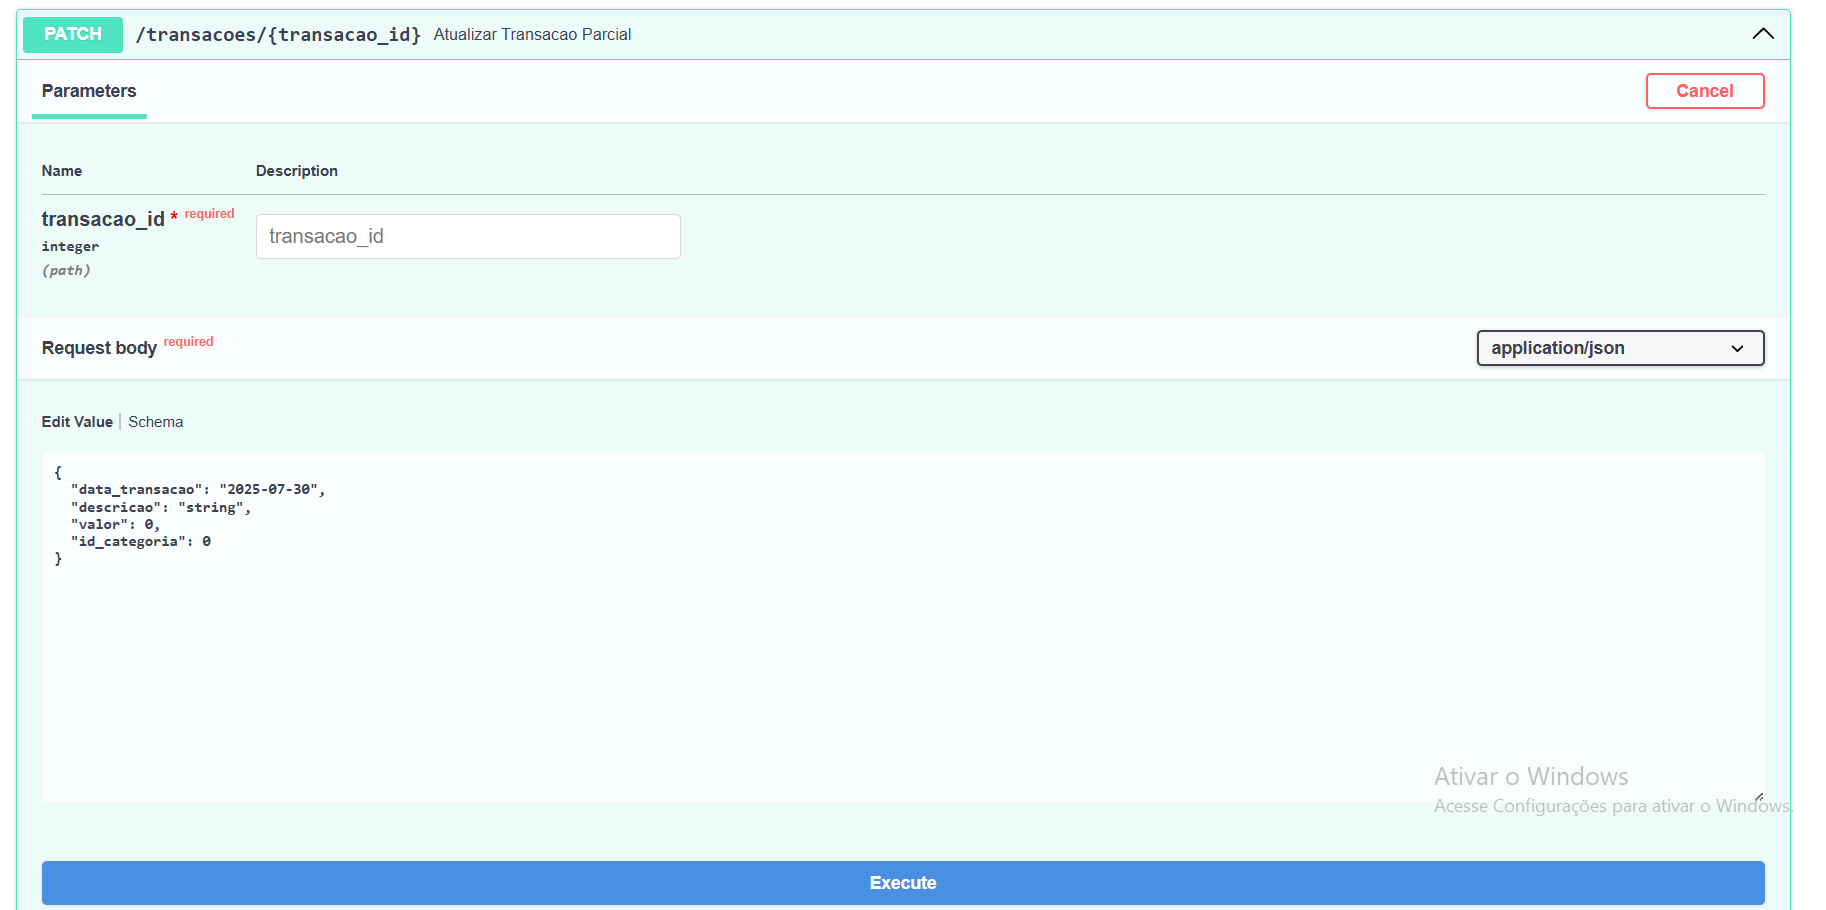 PATCH /transacoes/{transacao_id} Atualizar Transacao Parcial
Parameters
Cancel
Name Description
transacao_id * required
integer
(path)
transacao_id
Request body required
application/json
Edit Value | Schema
{
  "data_transacao": "2025-07-30",
  "descricao": "string",
  "valor": 0,
  "id_categoria": 0
}
Ativar o Windows
Acesse Configurações para ativar o Windows.
Execute